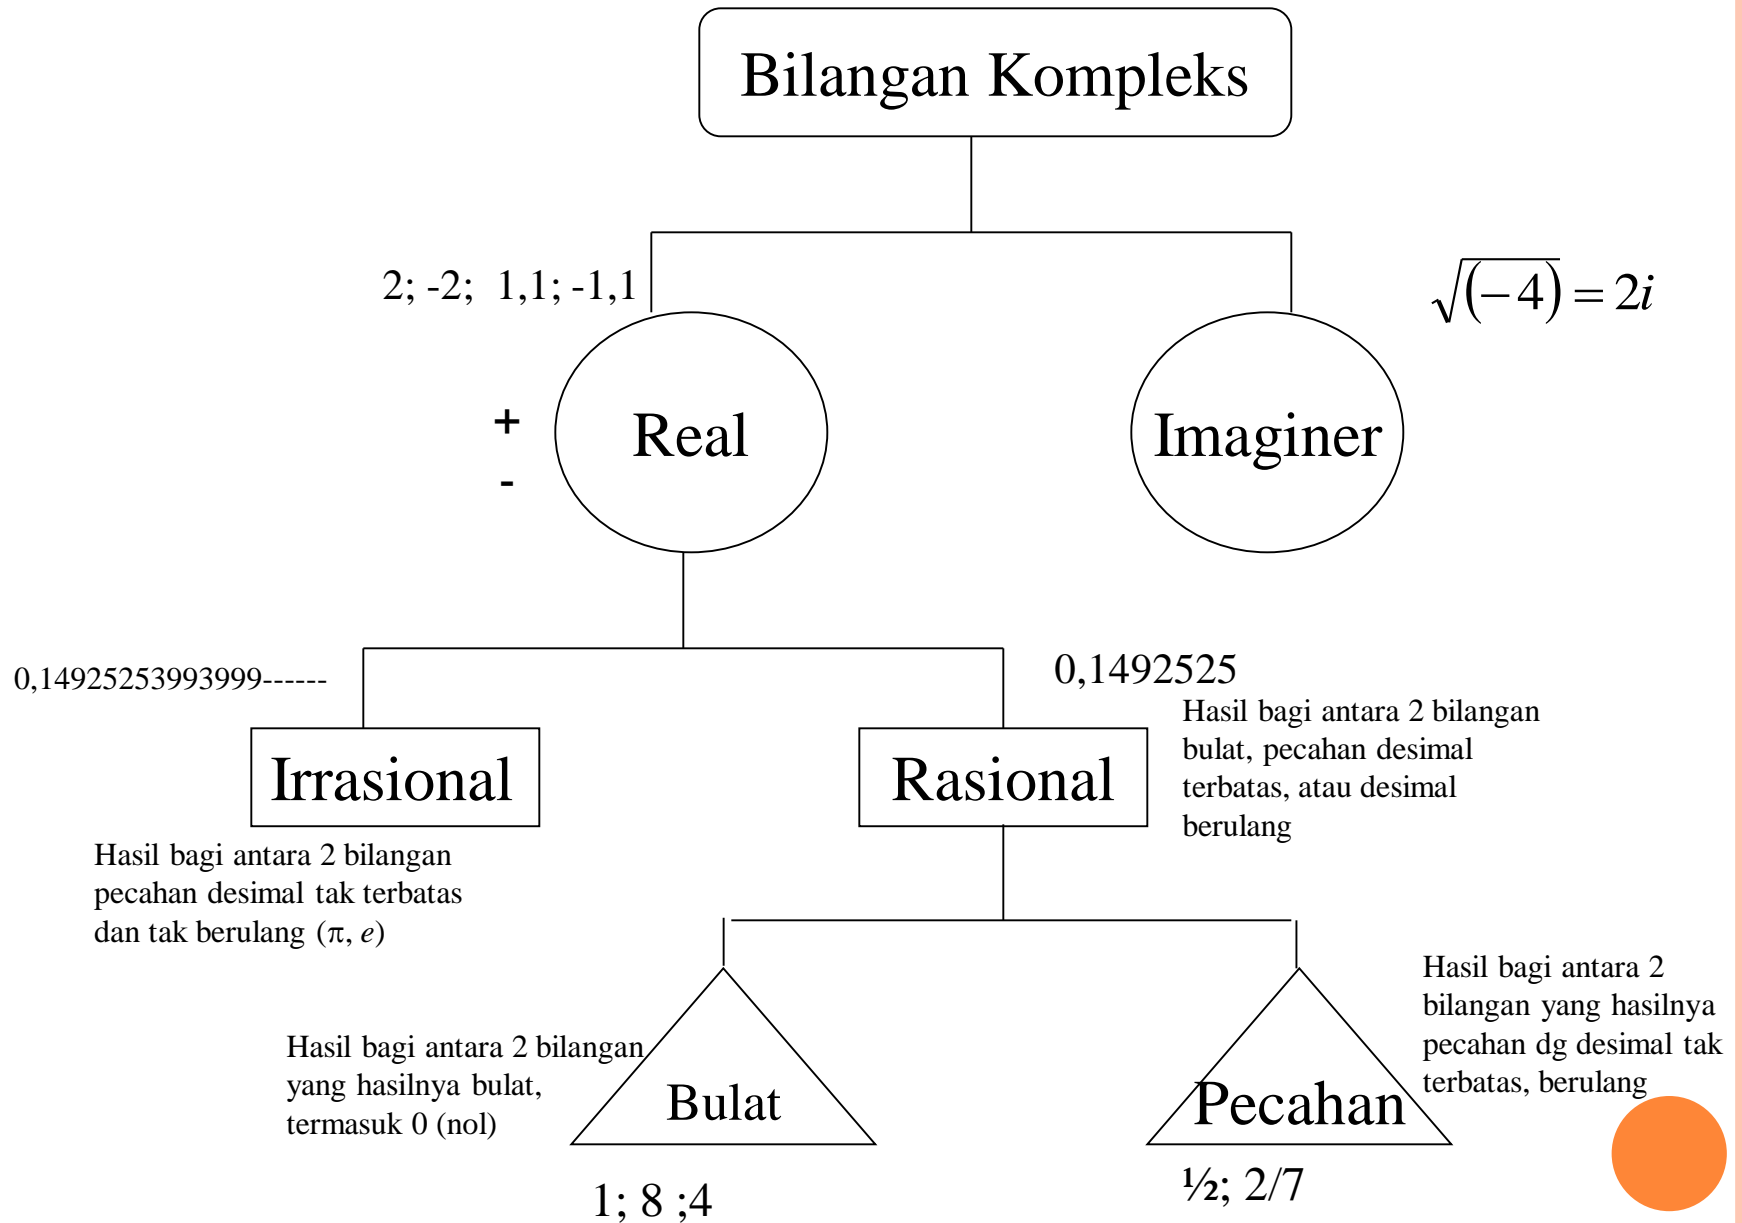 Bilangan Kompleks
2; -2; 1,1; -1,1
√(−4) = 2i
+
-
Real
Imaginer
0,14925253993999------
0,1492525
Irrasional
Rasional
Hasil bagi antara 2 bilangan
bulat, pecahan desimal
terbatas, atau desimal
berulang
Hasil bagi antara 2 bilangan
pecahan desimal tak terbatas
dan tak berulang (π, e)
Hasil bagi antara 2 bilangan
yang hasilnya bulat,
termasuk 0 (nol)
Bulat
1; 8 ;4
Hasil bagi antara 2
bilangan yang hasilnya
pecahan dg desimal tak
terbatas, berulang
Pecahan
½; 2/7